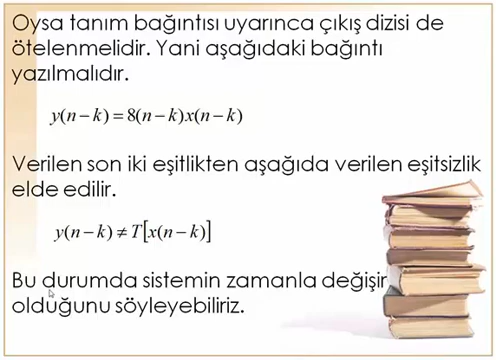 Oysa tanım bağıntısı uyarınca çıkış dizisi de
ötelenmelidir. Yani aşağıdaki bağıntı
yazılmalıdır.
y(n−k)=8(n−k)x(n−k)
Verilen son iki eşitlikten aşağıda verilen eşitsizlik
elde edilir.
y(n−k)≠T[x(n−k)]
Bu durumda sistemin zamanla değişir
olduğunu söyleyebiliriz.